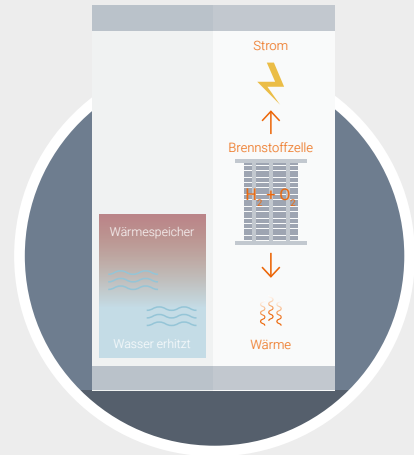 Strom
Brennstoffzelle
H2 + O2
Wärmespeicher
Wasser erhitzt
Wärme